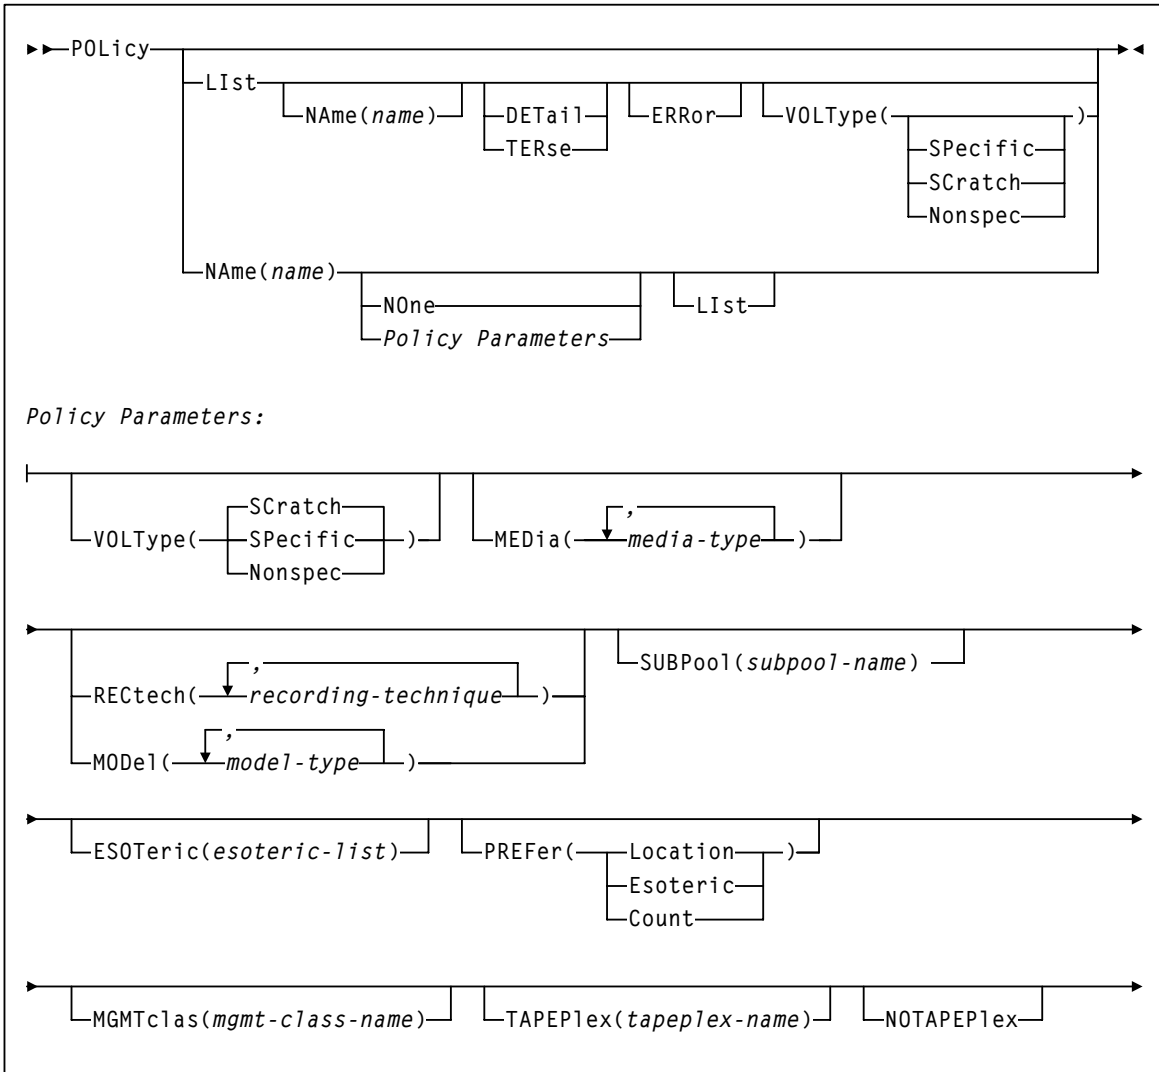 POLicy
LIst
NAme(name) DETail ERRor VOLType( )
TERse SPecific
SCratch
Nonspec
NAme(name)
NOne LIst
Policy Parameters
Policy Parameters:
SCratch ,
VOLType( SPecific ) MEDia( media-type )
Nonspec
, SUBPool(subpool-name)
RECtech( recording-technique )
,
MODel( model-type )
ESOTeric(esoteric-list) PREFer( Location )
Esoteric
Count
MGMTclas(mgmt-class-name) TAPEPlex(tapeplex-name) NOTAPEPlex